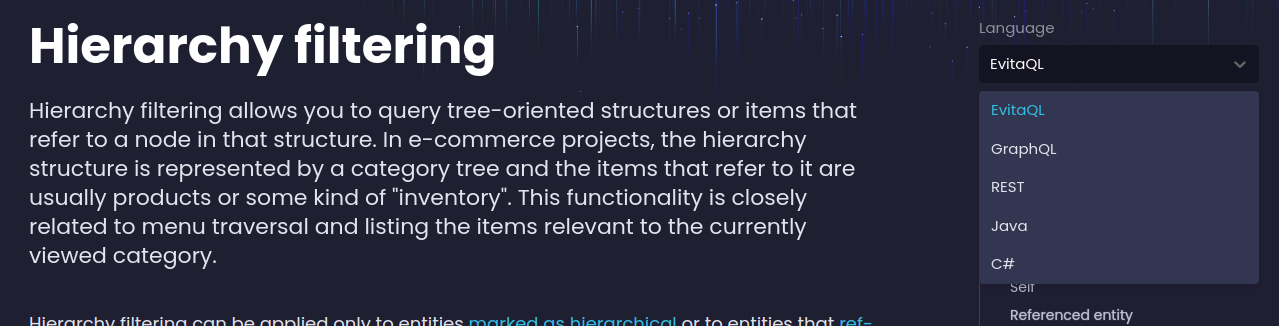 Hierarchy filtering
Hierarchy filtering allows you to query tree-oriented structures or items that
refer to a node in that structure. In e-commerce projects, the hierarchy
structure is represented by a category tree and the items that refer to it are
usually products or some kind of "inventory". This functionality is closely
related to menu traversal and listing the items relevant to the currently
viewed category.
Hierarchy filtering can be applied only to entities marked as hierarchical or to entities that ref-
Language
EvitaQL
EvitaQL
GraphQL
REST
Java
C#
Self
Referenced entity